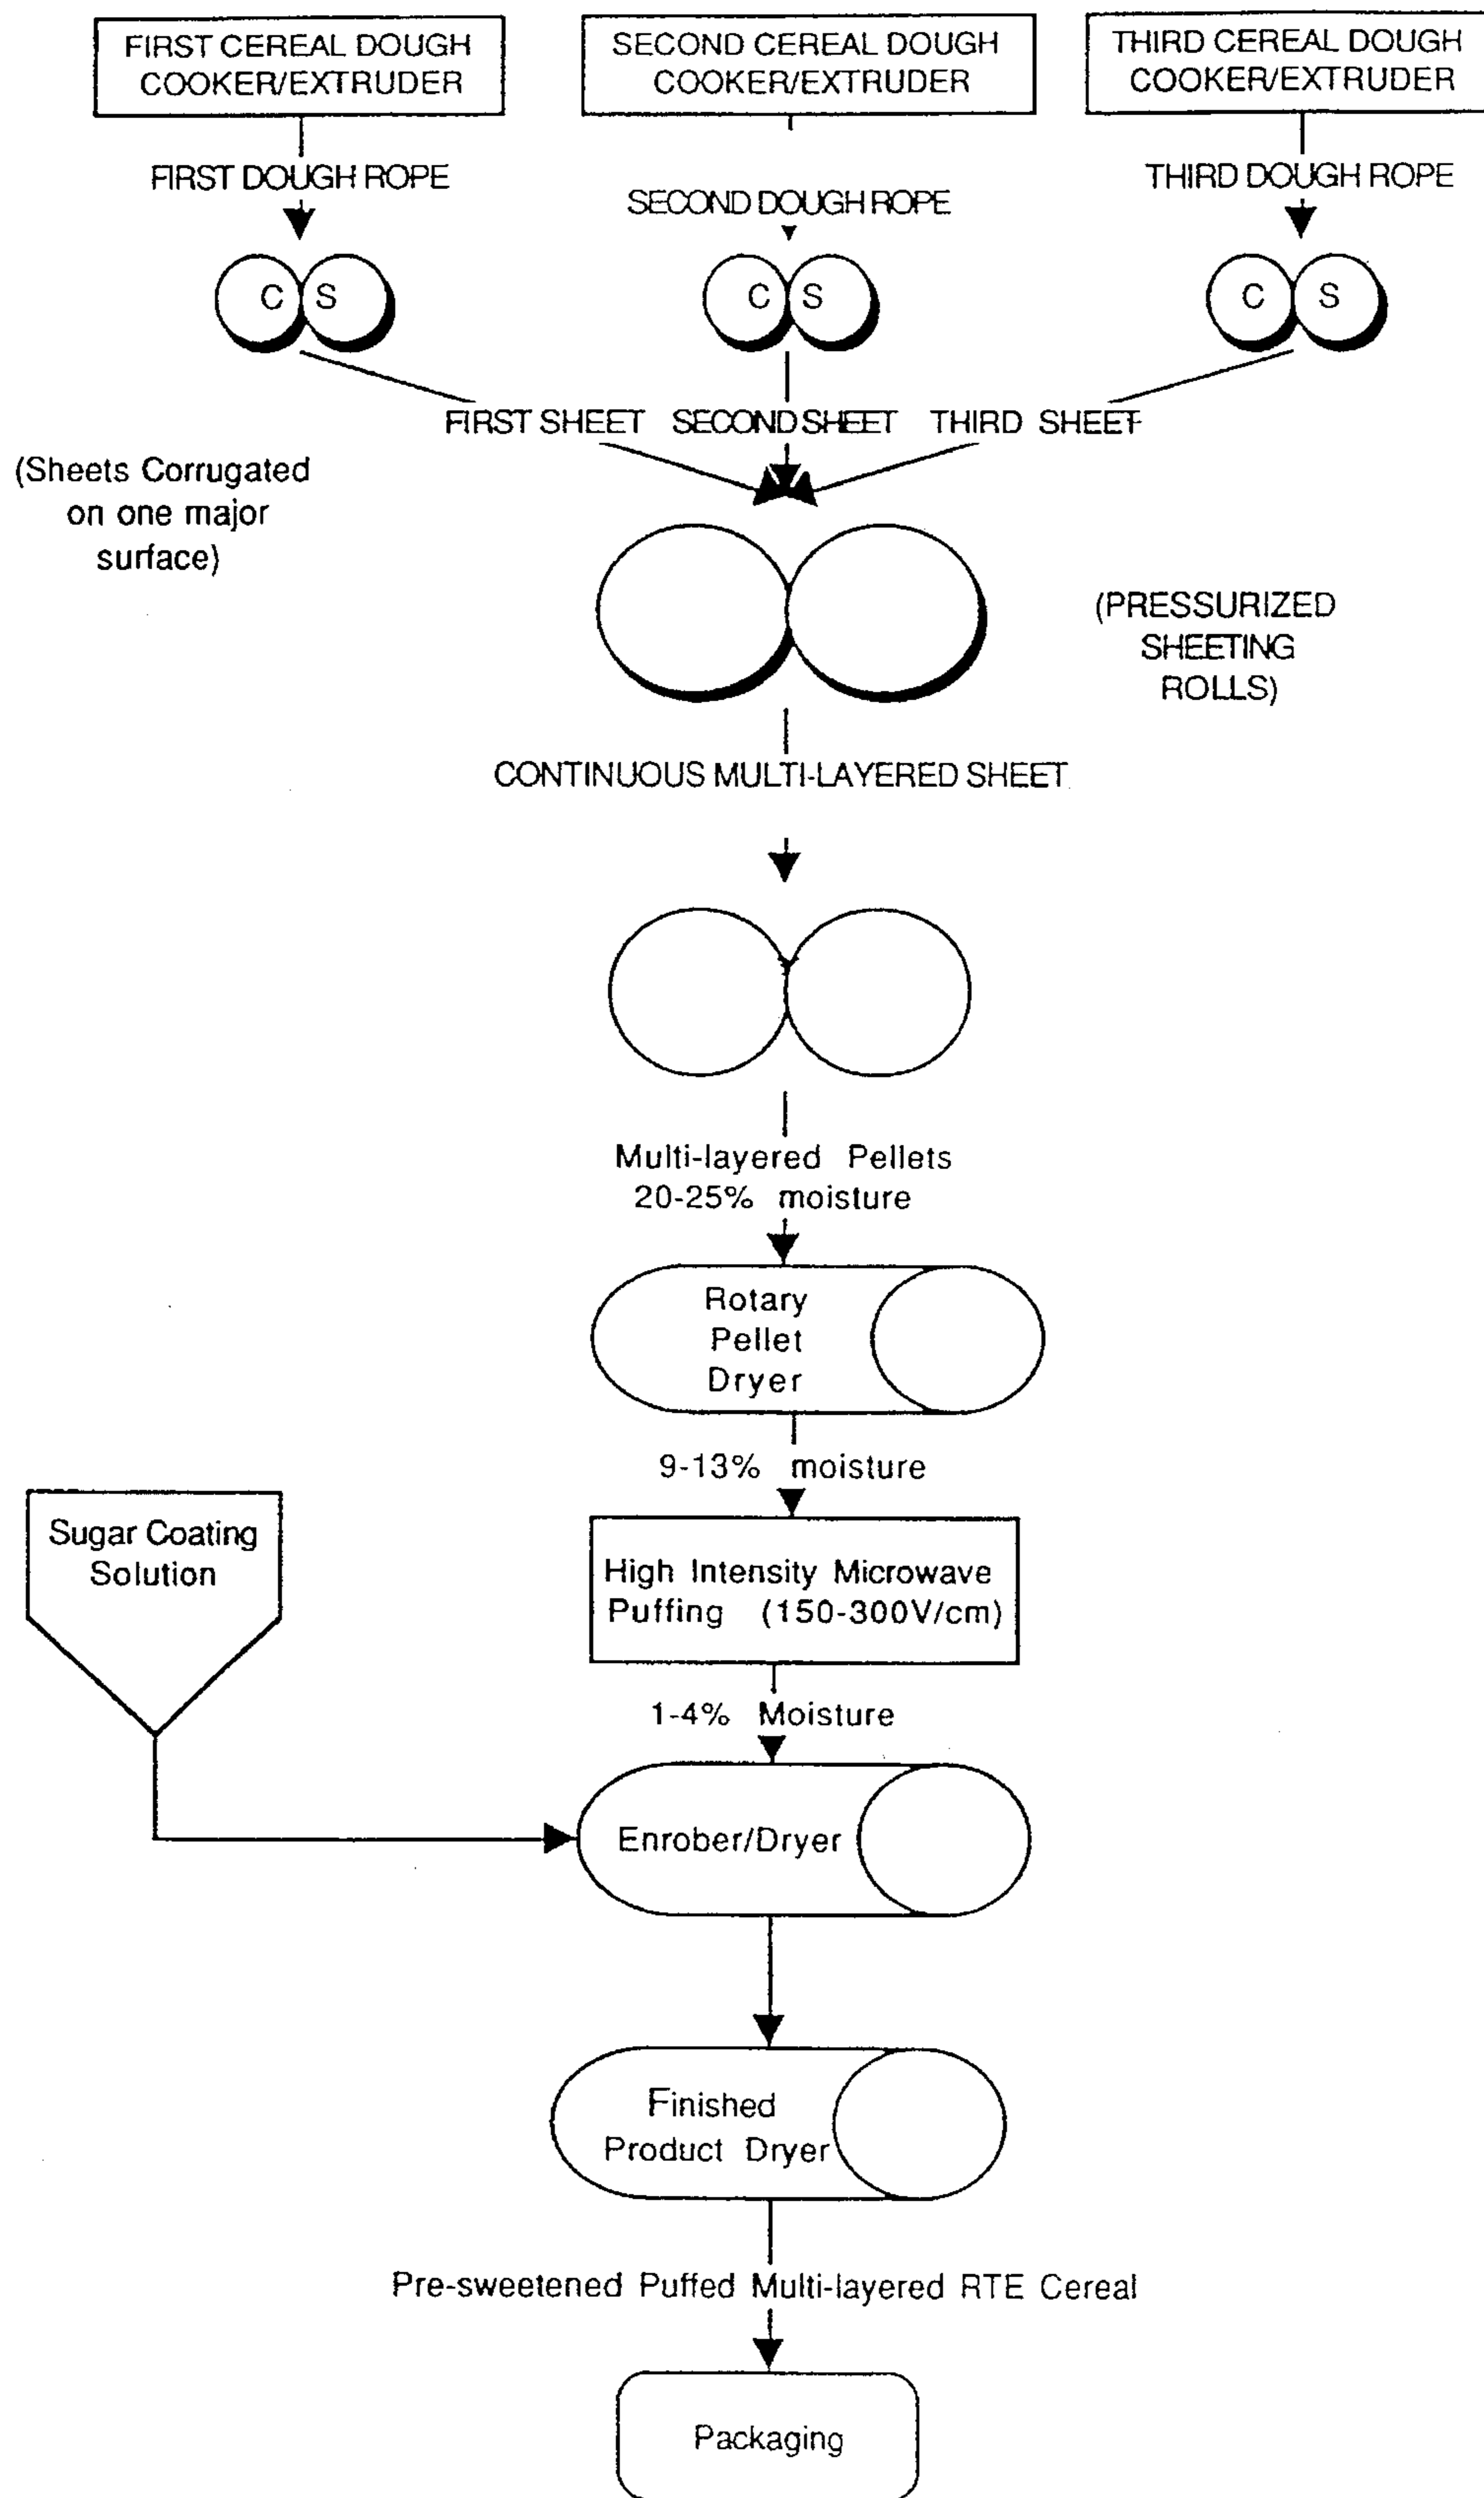 FIRST CEREAL DOUGH
COOKER/EXTRUDER
SECOND CEREAL DOUGH
COOKER/EXTRUDER
THIRD CEREAL DOUGH
COOKER/EXTRUDER
FIRST DOUGH ROPE
SECOND DOUGH ROPE
THIRD DOUGH ROPE
C S
C S
C S
FIRST SHEET SECOND SHEET THIRD SHEET
(Sheets Corrugated
on one major
surface)
(PRESSURIZED
SHEETING
ROLLS)
CONTINUOUS MULTI-LAYERED SHEET
Multi-layered Pellets
20-25% moisture
Rotary
Pellet
Dryer
9-13% moisture
Sugar Coating
Solution
High Intensity Microwave
Puffing (150-300V/cm)
1-4% Moisture
Enrober/Dryer
Finished
Product Dryer
Pre-sweetened Puffed Multi-layered RTE Cereal
Packaging